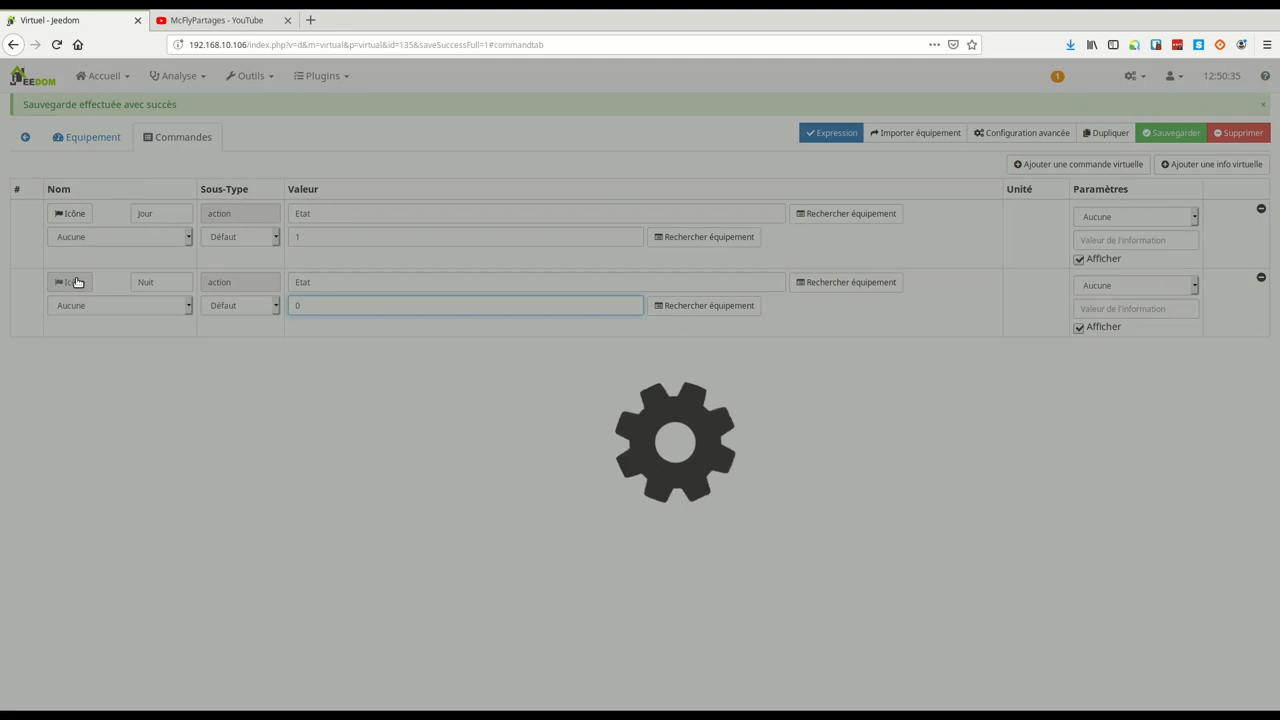 Virtuel - Jeedom
McFlyPartages - YouTube
192.168.10.106/index.php?v=d&m=virtual&p=virtual&id=135&saveSuccessFull=1#commandtab
JEEDOM Accueil Analyse Outils Plugins 1 12:50:35
Sauvegarde effectuée avec succès ×
Equipement Commandes Expression Importer équipement Configuration avancée Dupliquer Sauvegarder Supprimer
Ajouter une commande virtuelle Ajouter une info virtuelle
# Nom Sous-Type Valeur Unité Paramètres
Icône Jour action Etat Rechercher équipement Aucune
Aucune Défaut 1 Rechercher équipement Valeur de l'information
Afficher
Icône Nuit action Etat Rechercher équipement Aucune
Aucune Défaut 0 Rechercher équipement Valeur de l'information
Afficher